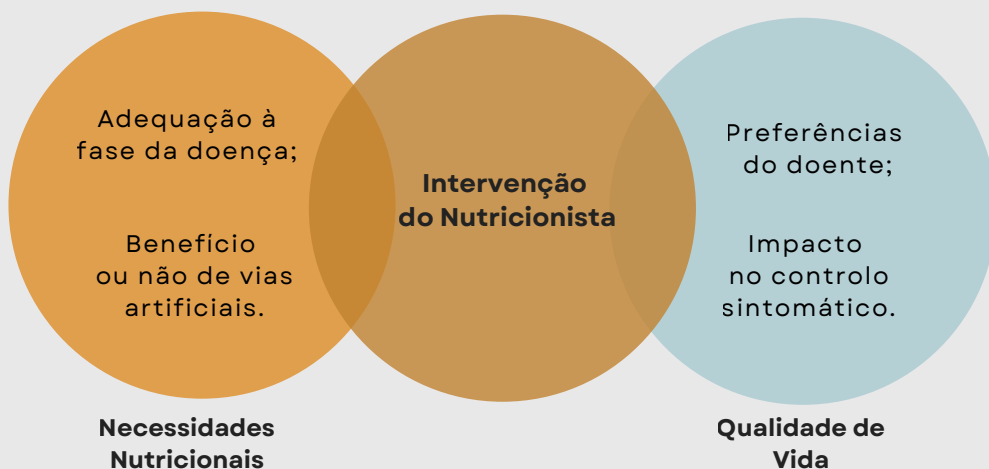 Adequação à
fase da doença;
Benefício
ou não de vias
artificiais.
Necessidades
Nutricionais
Intervenção
do Nutricionista
Preferências
do doente;
Impacto
no controlo
sintomático.
Qualidade de
Vida